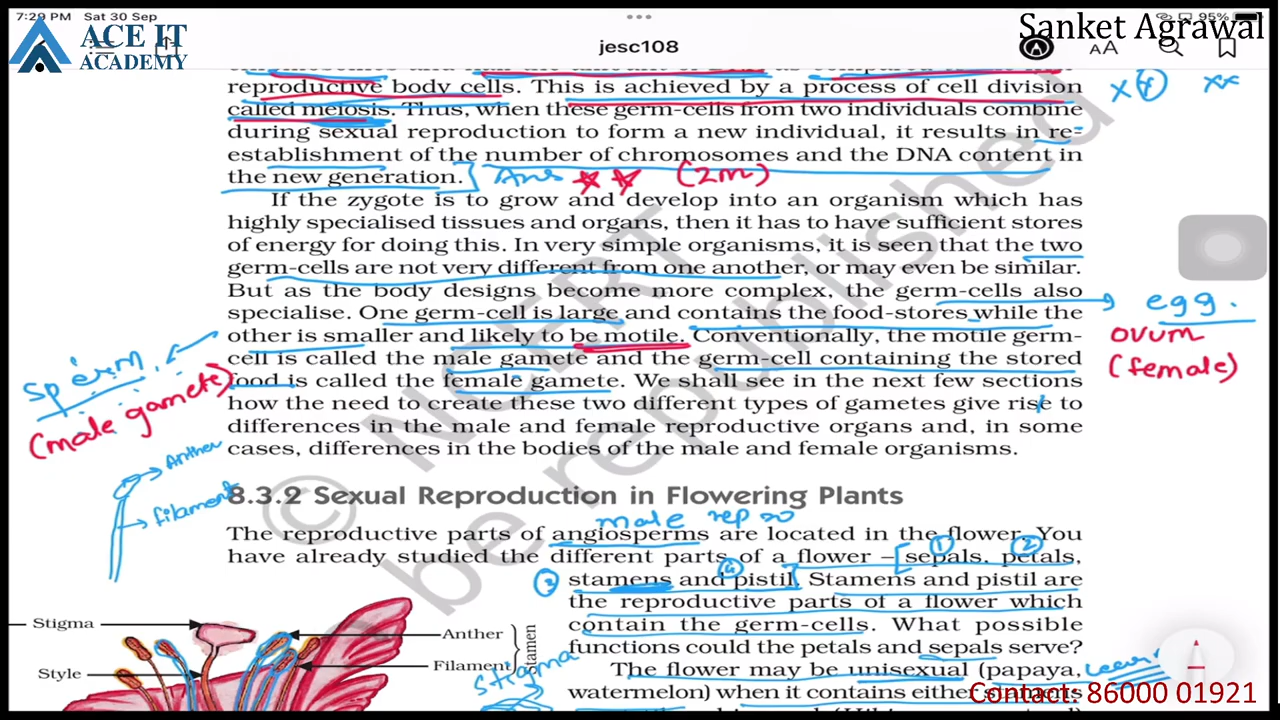 7:29 PM Sat 30 Sep
95%
Sanket Agrawal
ACE IT
ACADEMY
jesc108
AA
reproductive body cells. This is achieved by a process of cell division
called meiosis. Thus, when these germ-cells from two individuals combine
during sexual reproduction to form a new individual, it results in re-
establishment of the number of chromosomes and the DNA content in
the new generation. Ans (2m)
If the zygote is to grow and develop into an organism which has
highly specialised tissues and organs, then it has to have sufficient stores
of energy for doing this. In very simple organisms, it is seen that the two
germ-cells are not very different from one another, or may even be similar.
But as the body designs become more complex, the germ-cells also
egg.
specialise. One germ-cell is large and contains the food-stores while the
other is smaller and likely to be motile. Conventionally, the motile germ-
ovum
cell is called the male gamete and the germ-cell containing the stored
(female)
sperm
food is called the female gamete. We shall see in the next few sections
(male gamete)
how the need to create these two different types of gametes give rise to
differences in the male and female reproductive organs and, in some
cases, differences in the bodies of the male and female organisms.
Anther
Filament
8.3.2 Sexual Reproduction in Flowering Plants
male repro
The reproductive parts of angiosperms are located in the flower. You
have already studied the different parts of a flower – sepals, petals,
stamens and pistil. Stamens and pistil are
the reproductive parts of a flower which
contain the germ-cells. What possible
functions could the petals and sepals serve?
The flower may be unisexual (papaya,
watermelon) when it contains either stamens
Stigma
Anther
Filament
Stamen
Style
Stigma
© NCERT
be republished
Contact: 86000 01921